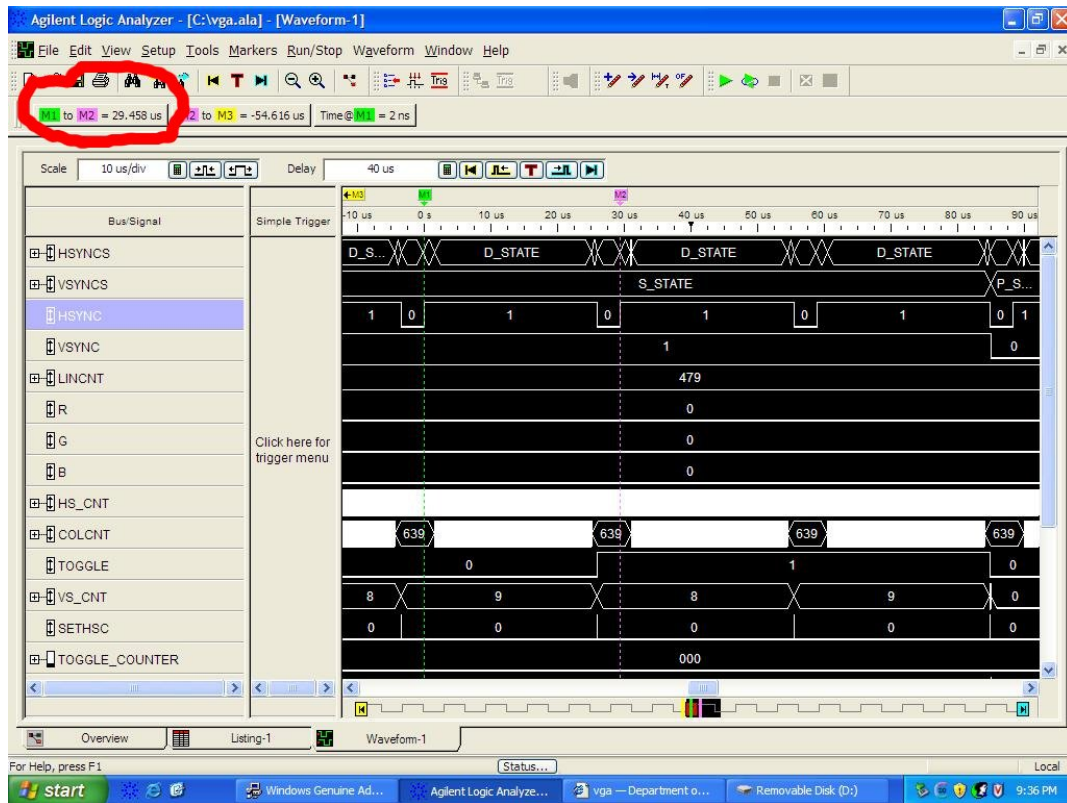 Agilent Logic Analyzer - [C:\vga.ala] - [Waveform-1]
File Edit View Setup Tools Markers Run/Stop Waveform Window Help
M1 to M2 = 29.458 us M2 to M3 = -54.616 us Time@M1 = 2 ns
Scale 10 us/div Delay 40 us
M3 M1 M2
Bus/Signal Simple Trigger -10 us 0 s 10 us 20 us 30 us 40 us 50 us 60 us 70 us 80 us 90 us
HSYNCS D_S... D_STATE D_STATE D_STATE
VSYNCS S_STATE P_S...
HSYNC 1 0 1 0 1 0 1 0 1
VSYNC 1 0
LINCNT 479
R 0
G 0
B 0
Click here for
trigger menu
HS_CNT
COLCNT 639 639 639 639
TOGGLE 0 1 0
VS_CNT 8 9 8 9 0
SETHSC 0 0 0 0 0
TOGGLE_COUNTER 000
Overview Listing-1 Waveform-1
For Help, press F1 Status... Local
start Windows Genuine Ad... Agilent Logic Analyze... vga — Department o... Removable Disk (D:) 9:36 PM